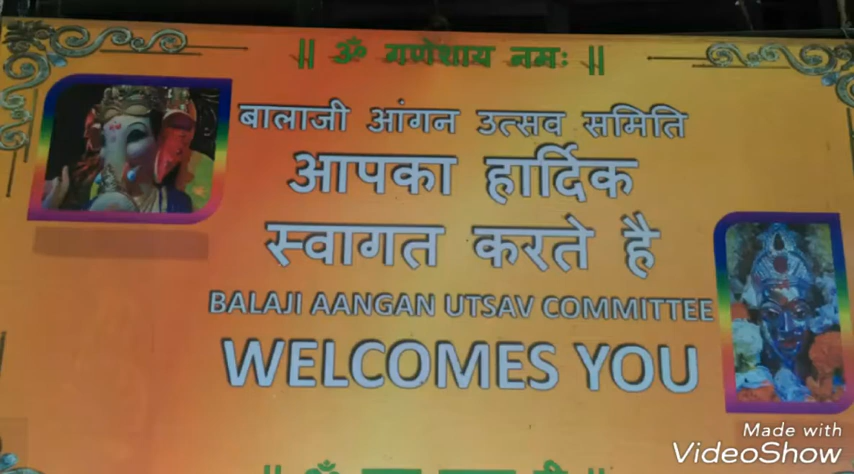 || ॐ गणेशाय नमः ||
बालाजी आंगन उत्सव समिति
आपका हार्दिक
स्वागत करते है
BALAJI AANGAN UTSAV COMMITTEE
WELCOMES YOU
Made with
VideoShow